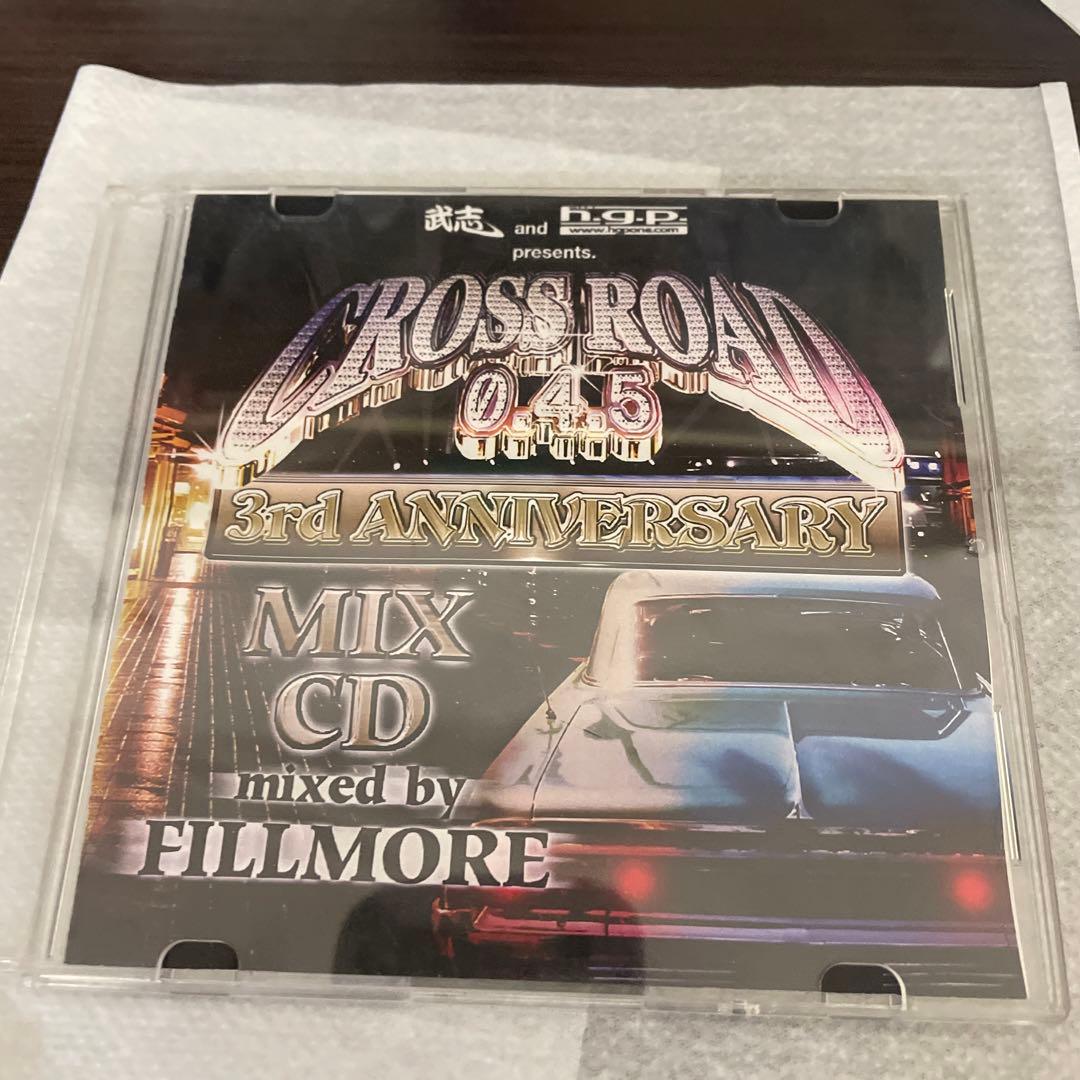 武志 and h.g.p.
www.hgpone.com
presents.
CROSS ROAD
0.4.5
3rd ANNIVERSARY
MIX
CD
mixed by
FILLMORE